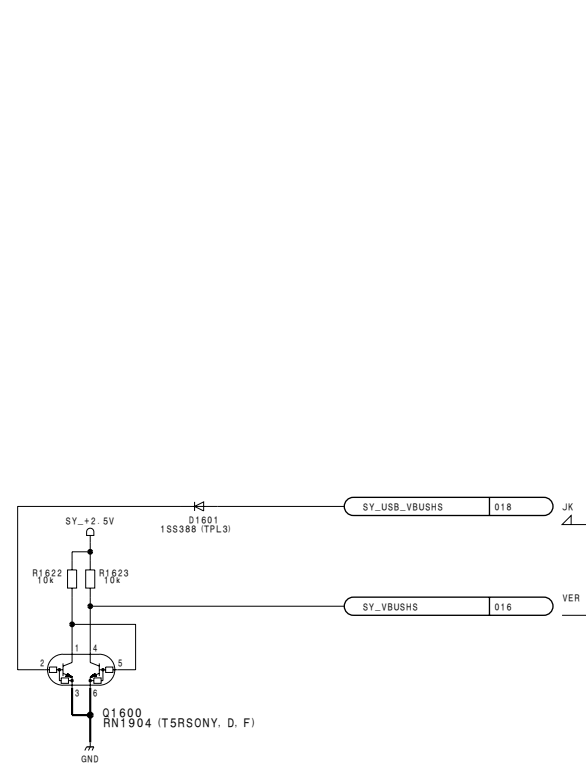 SY_USB_VBUSHS 018 JK
SY_+2.5V
D1601
1SS388 (TPL3)
R1622
10k
R1623
10k
SY_VBUSHS 016 VER
1 4
2 5
3 6
Q1600
RN1904 (T5RSONY, D, F)
GND